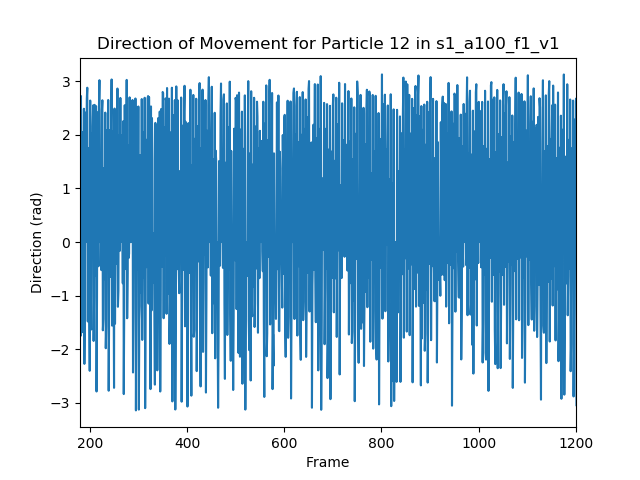 Direction of Movement for Particle 12 in s1_a100_f1_v1
3
2
1
0
−1
−2
−3
Direction (rad)
200 400 600 800 1000 1200
Frame